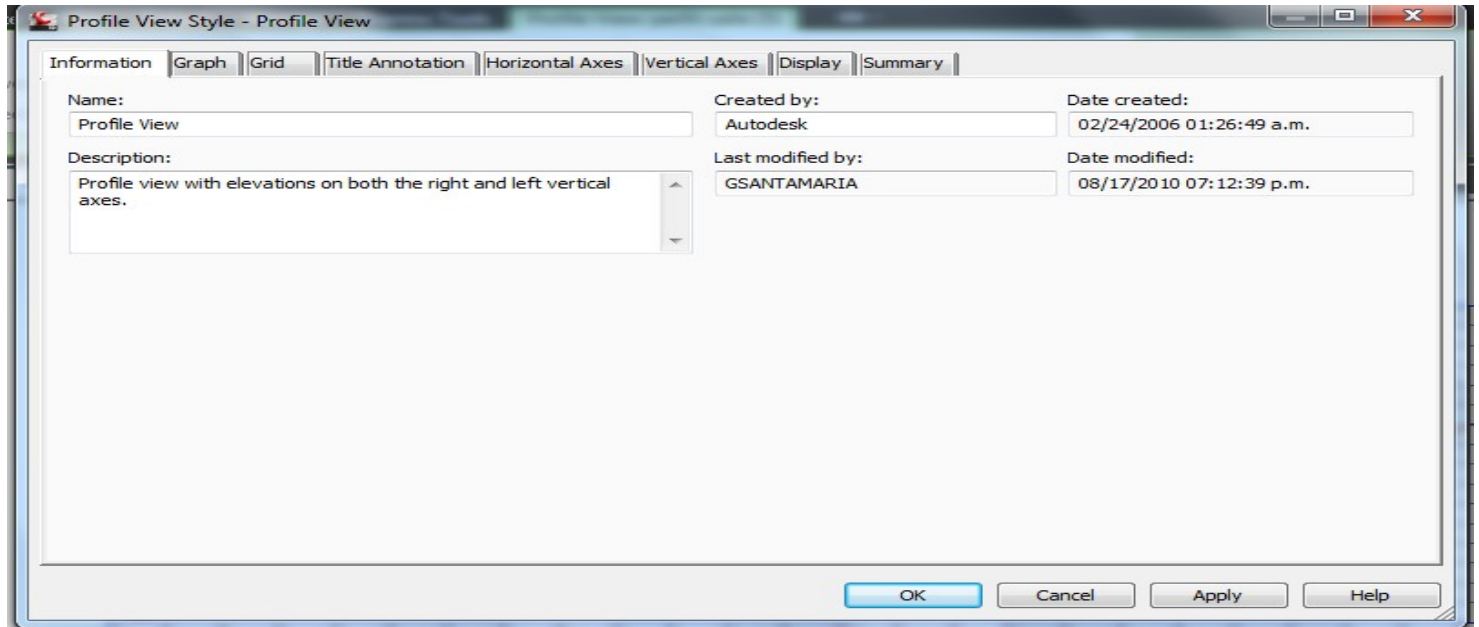 Profile View Style - Profile View
Information Graph Grid Title Annotation Horizontal Axes Vertical Axes Display Summary
Name: Created by: Date created:
Profile View Autodesk 02/24/2006 01:26:49 a.m.
Description: Last modified by: Date modified:
Profile view with elevations on both the right and left vertical GSANTAMARIA 08/17/2010 07:12:39 p.m.
axes.
OK Cancel Apply Help